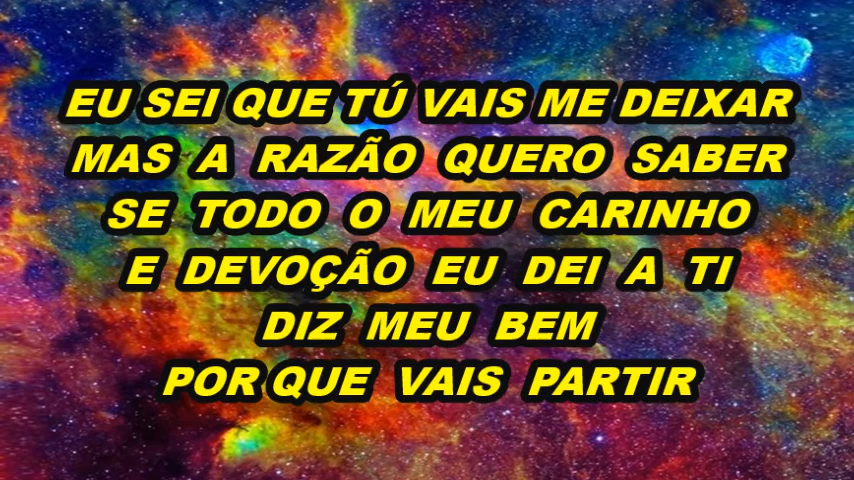 EU SEI QUE TÚ VAIS ME DEIXAR
MAS A RAZÃO QUERO SABER
SE TODO O MEU CARINHO
E DEVOÇÃO EU DEI A TI
DIZ MEU BEM
POR QUE VAIS PARTIR